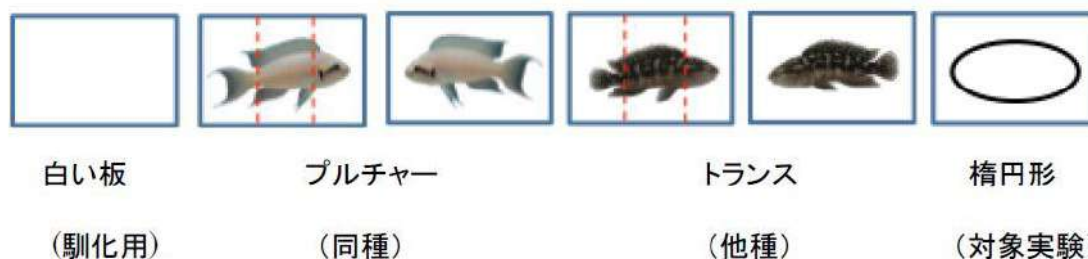 白い板 プルチャー トランス 楕円形
(馴化用) （同種） （他種） （対象実験